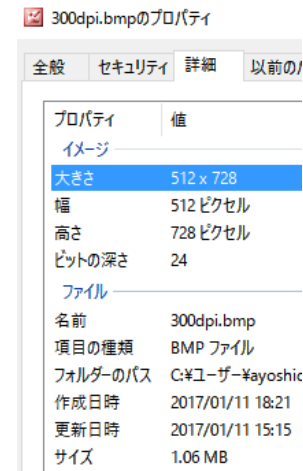 300dpi.bmpのプロパティ
全般 セキュリティ 詳細 以前の
プロパティ 値
イメージ
大きさ 512 x 728
幅 512 ピクセル
高さ 728 ピクセル
ビットの深さ 24
ファイル
名前 300dpi.bmp
項目の種類 BMP ファイル
フォルダーのパス C:¥ユーザー¥ayoshio
作成日時 2017/01/11 18:21
更新日時 2017/01/11 15:15
サイズ 1.06 MB